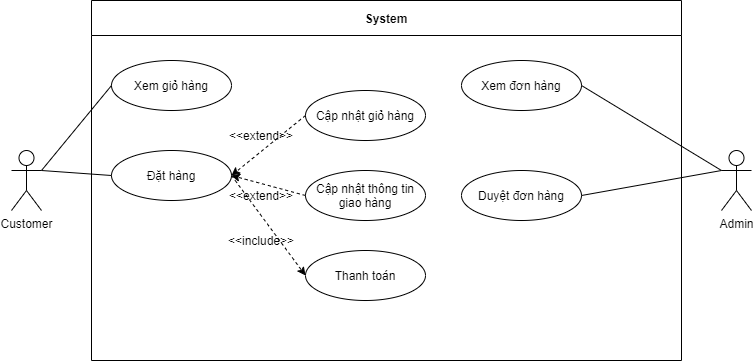 System
Xem giỏ hàng
Xem đơn hàng
Cập nhật giỏ hàng
<<extend>>
Đặt hàng
Cập nhật thông tin
giao hàng
<<extend>>
Duyệt đơn hàng
Customer
Admin
<<include>>
Thanh toán